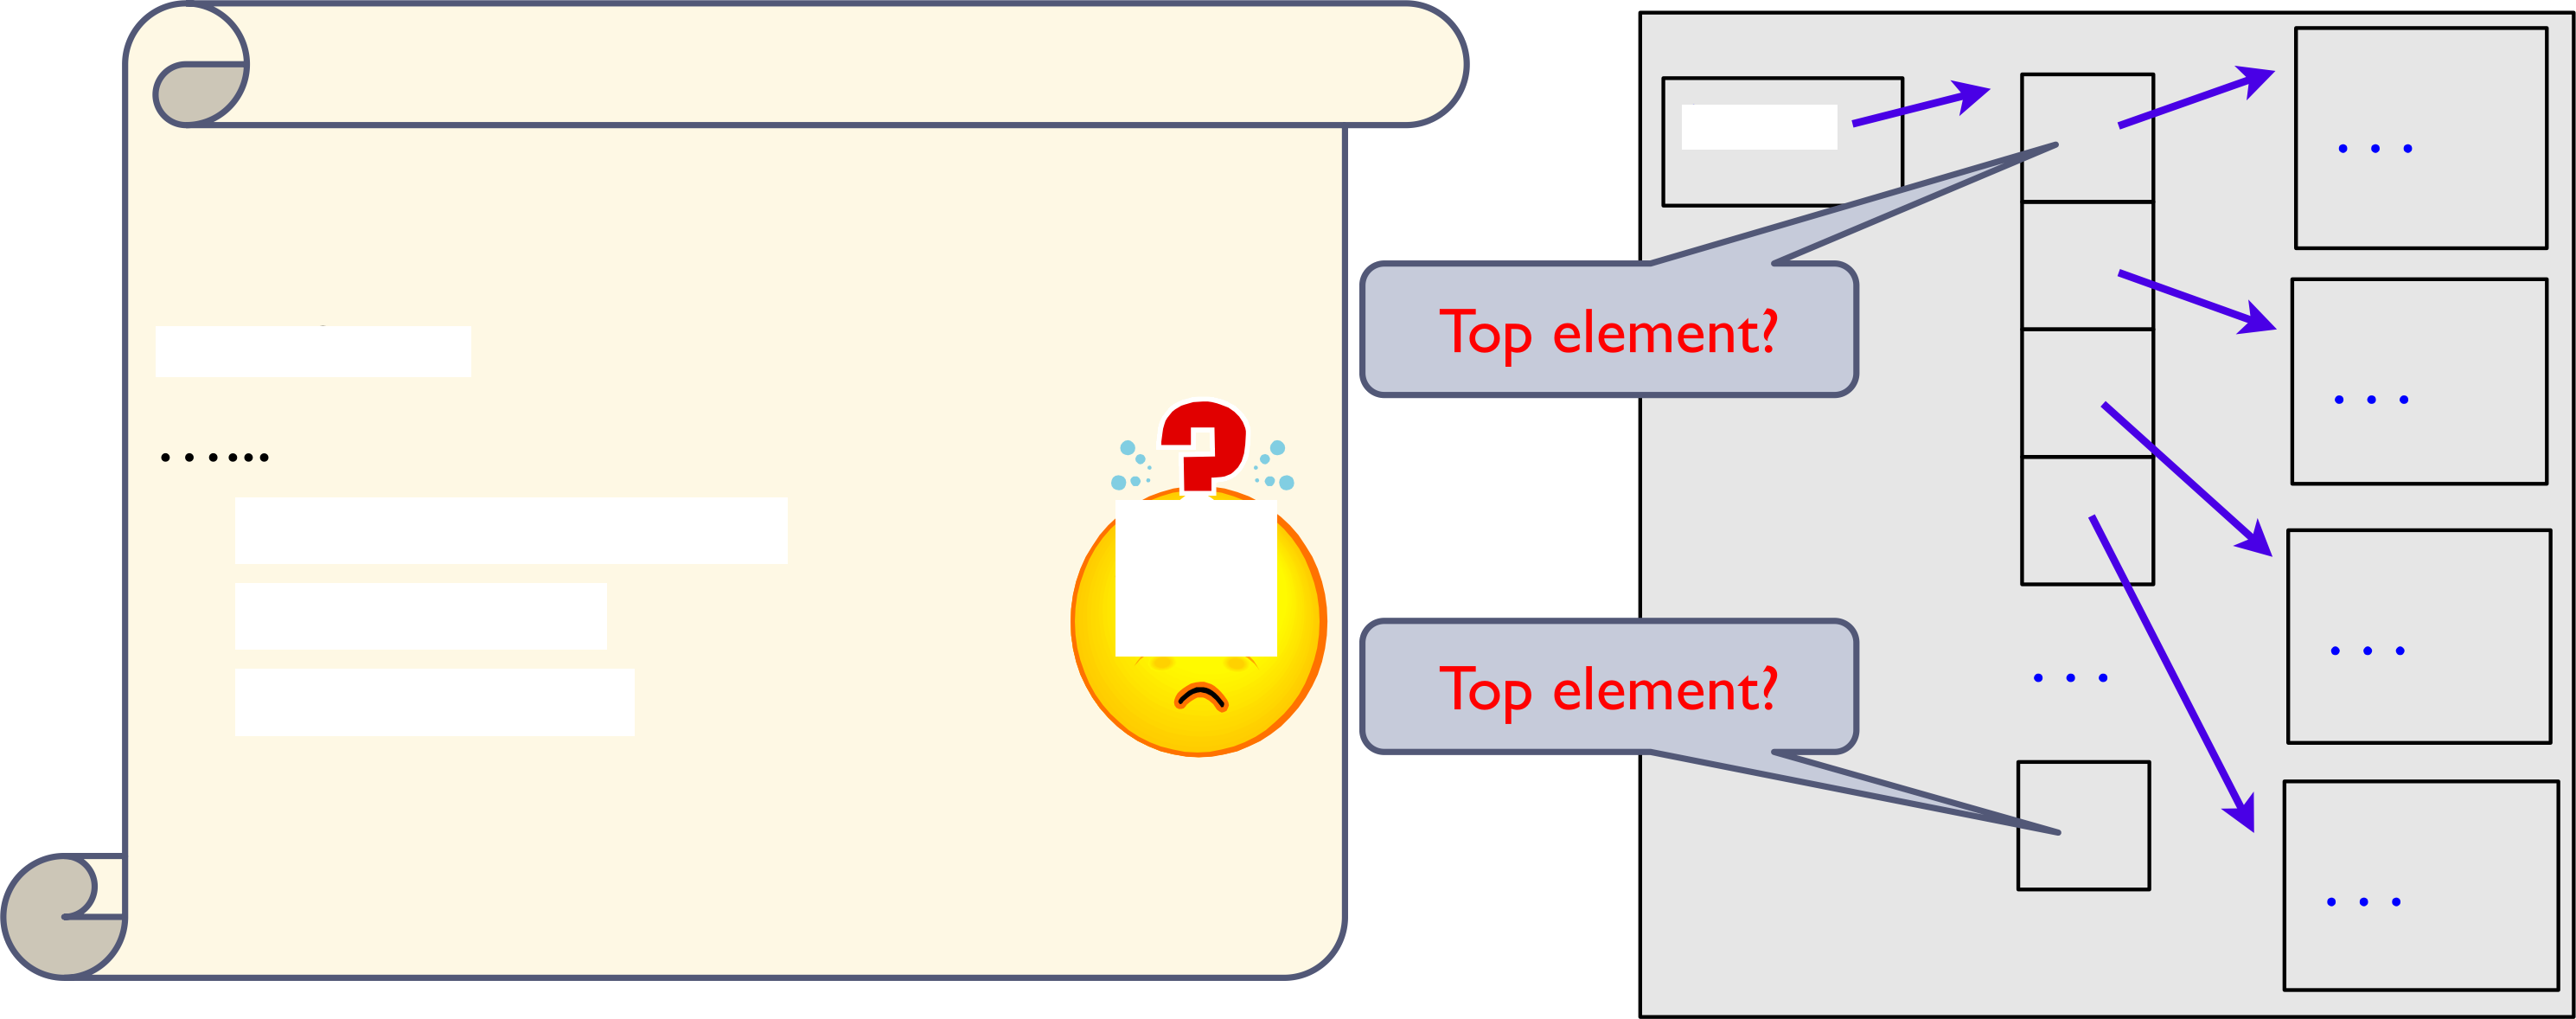 ......
?
Top element?
. . .
. . .
Top element?
. . .
. . .
. . .